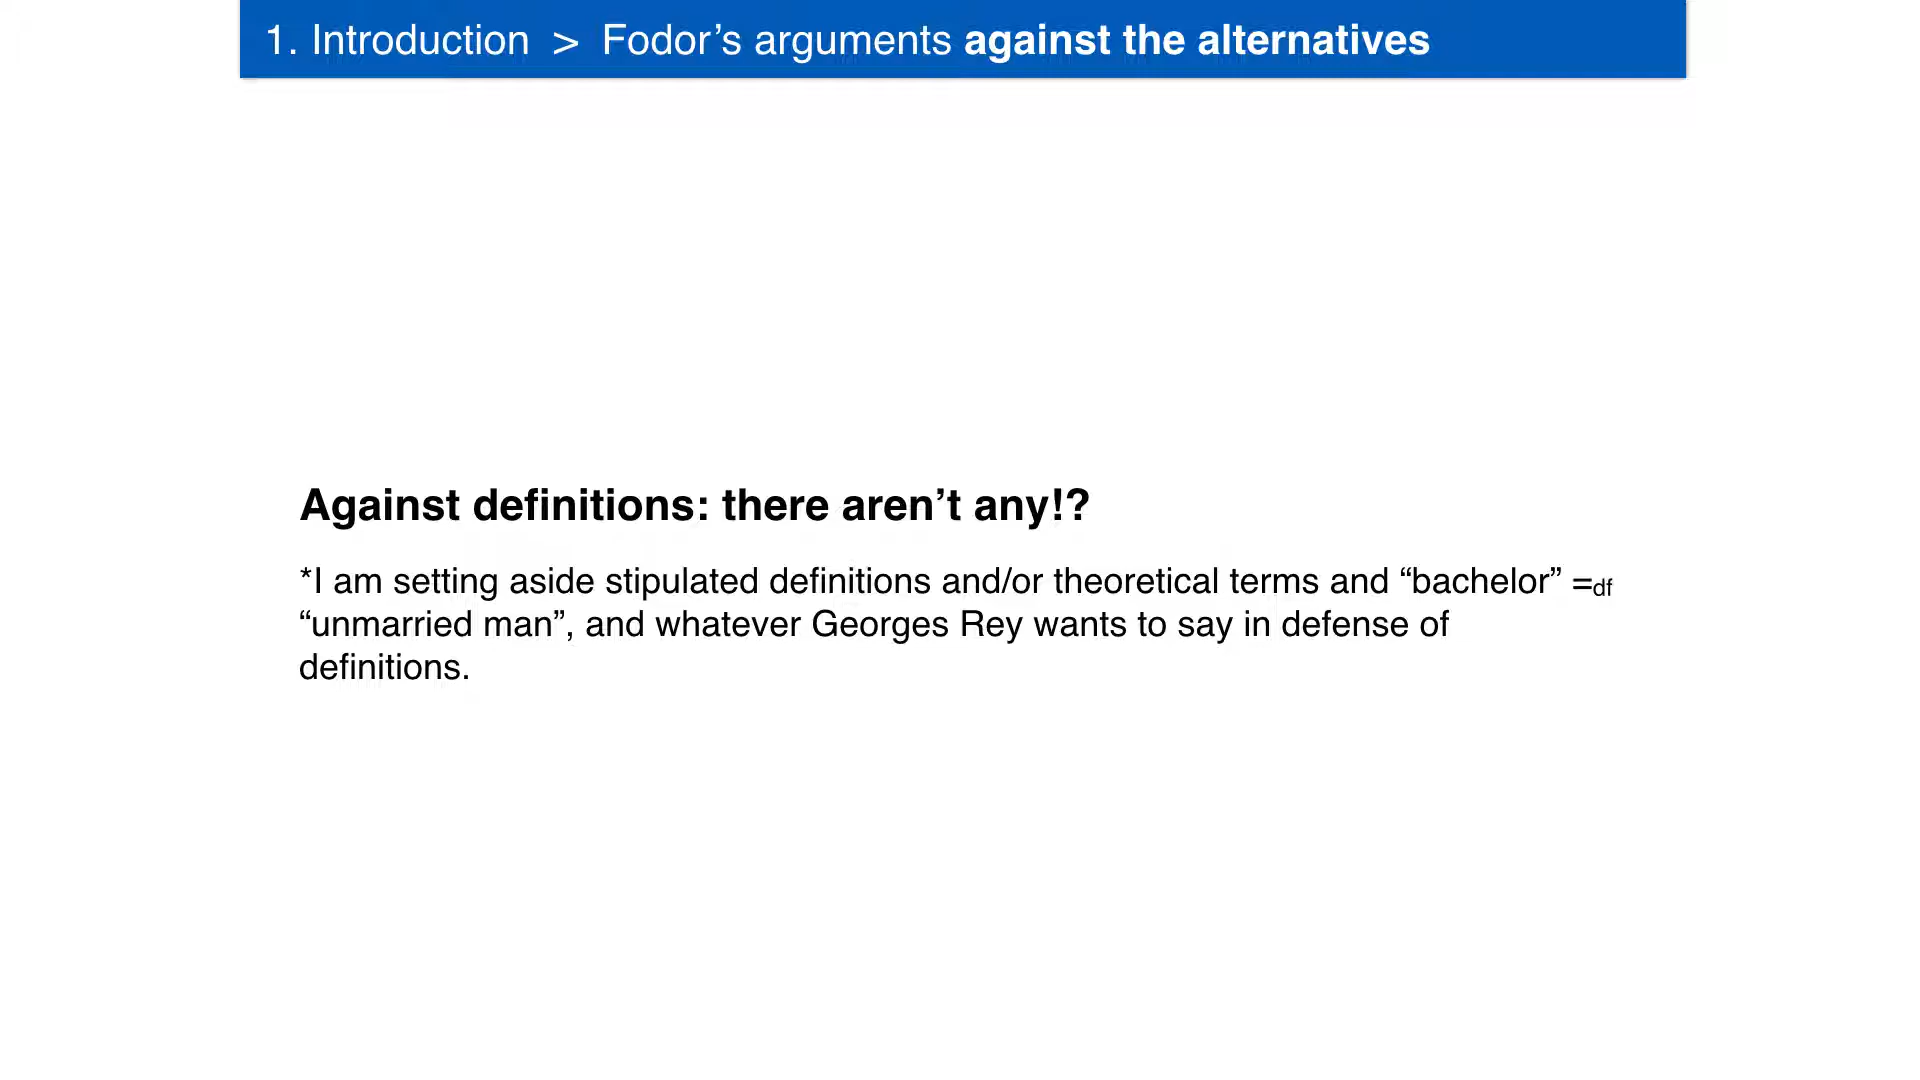 1. Introduction > Fodor’s arguments against the alternatives
Against definitions: there aren’t any!?
*I am setting aside stipulated definitions and/or theoretical terms and “bachelor” =df
“unmarried man”, and whatever Georges Rey wants to say in defense of
definitions.